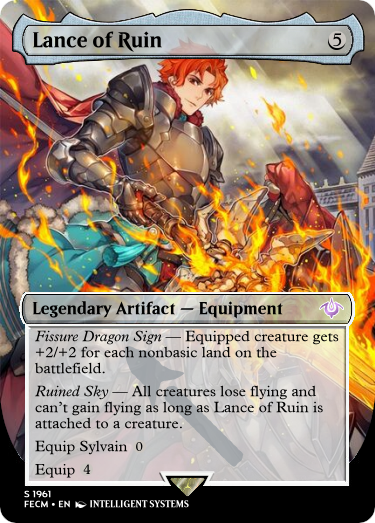 Lance of Ruin 5
Legendary Artifact — Equipment
Fissure Dragon Sign — Equipped creature gets
+2/+2 for each nonbasic land on the
battlefield.
Ruined Sky — All creatures lose flying and
can't gain flying as long as Lance of Ruin is
attached to a creature.
Equip Sylvain 0
Equip 4
S 1961
FECM • EN INTELLIGENT SYSTEMS